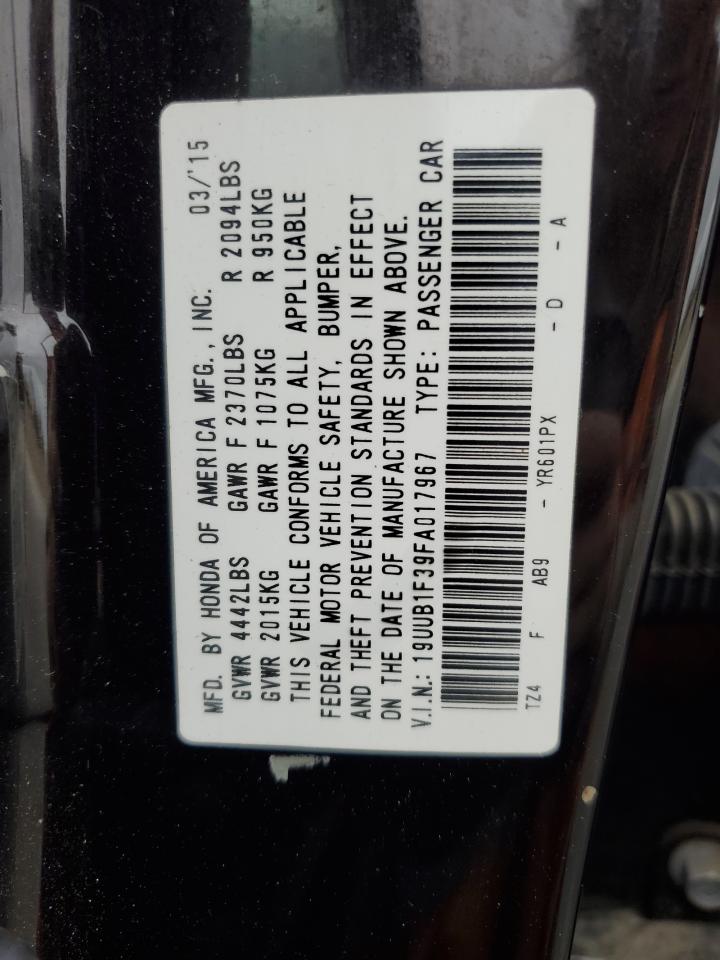 MFD. BY HONDA OF AMERICA MFG., INC. 03/'15
GVWR 4442LBS GAWR F 2370LBS R 2094LBS
GVWR 2015KG GAWR F 1075KG R 950KG
THIS VEHICLE CONFORMS TO ALL APPLICABLE
FEDERAL MOTOR VEHICLE SAFETY, BUMPER,
AND THEFT PREVENTION STANDARDS IN EFFECT
ON THE DATE OF MANUFACTURE SHOWN ABOVE.
V.I.N.: 19UUB1F39FA017967 TYPE: PASSENGER CAR
TZ4 F AB9 - YR601PX - D - A